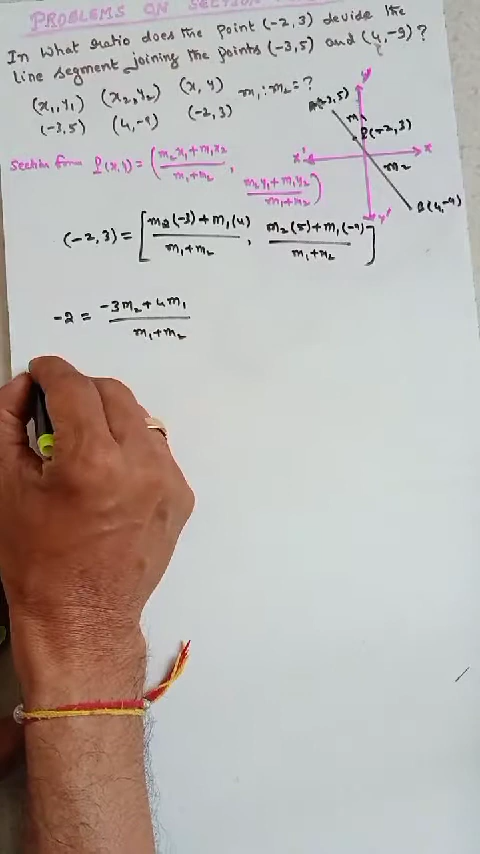 PROBLEMS ON SECTION
In What ratio does the point (-2,3) devide the
line segment joining the points (-3,5) and (4,-9) ?
(x₁,y₁) (x₂,y₂) (x,y) m₁:m₂=?
(-3,5) (4,-9) (-2,3)
Section form P(x,y) = (m₂x₁+m₁x₂/m₁+m₂, m₂y₁+m₁y₂/m₁+m₂)
(-2,3) = [m₂(-3)+m₁(4)/m₁+m₂, m₂(5)+m₁(-9)/m₁+m₂]
-2 = -3m₂+4m₁/m₁+m₂
y
A(-3,5)
m₁
P(-2,3)
x' x
m₂
B(4,-9)
y'